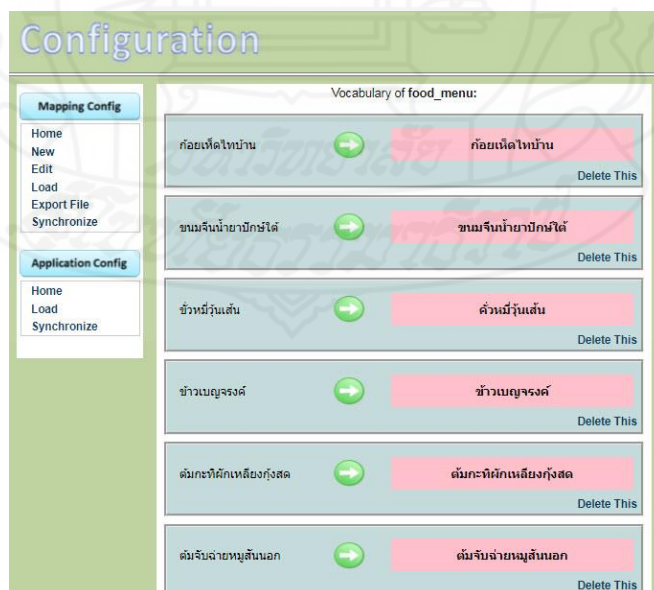 Configuration
Mapping Config
Home
New
Edit
Load
Export File
Synchronize
Application Config
Home
Load
Synchronize
Vocabulary of food_menu:
ก้อยเห็ดไทบ้าน
ก้อยเห็ดไทบ้าน
Delete This
ขนมจีนน้ำยาปักษ์ใต้
ขนมจีนน้ำยาปักษ์ใต้
Delete This
ขั่วหมี่วุ้นเส้น
คั่วหมี่วุ้นเส้น
Delete This
ข้าวเบญจรงค์
ข้าวเบญจรงค์
Delete This
ต้มกะทิผักเหลียงกุ้งสด
ต้มกะทิผักเหลียงกุ้งสด
Delete This
ต้มจับฉ่ายหมูสันนอก
ต้มจับฉ่ายหมูสันนอก
Delete This